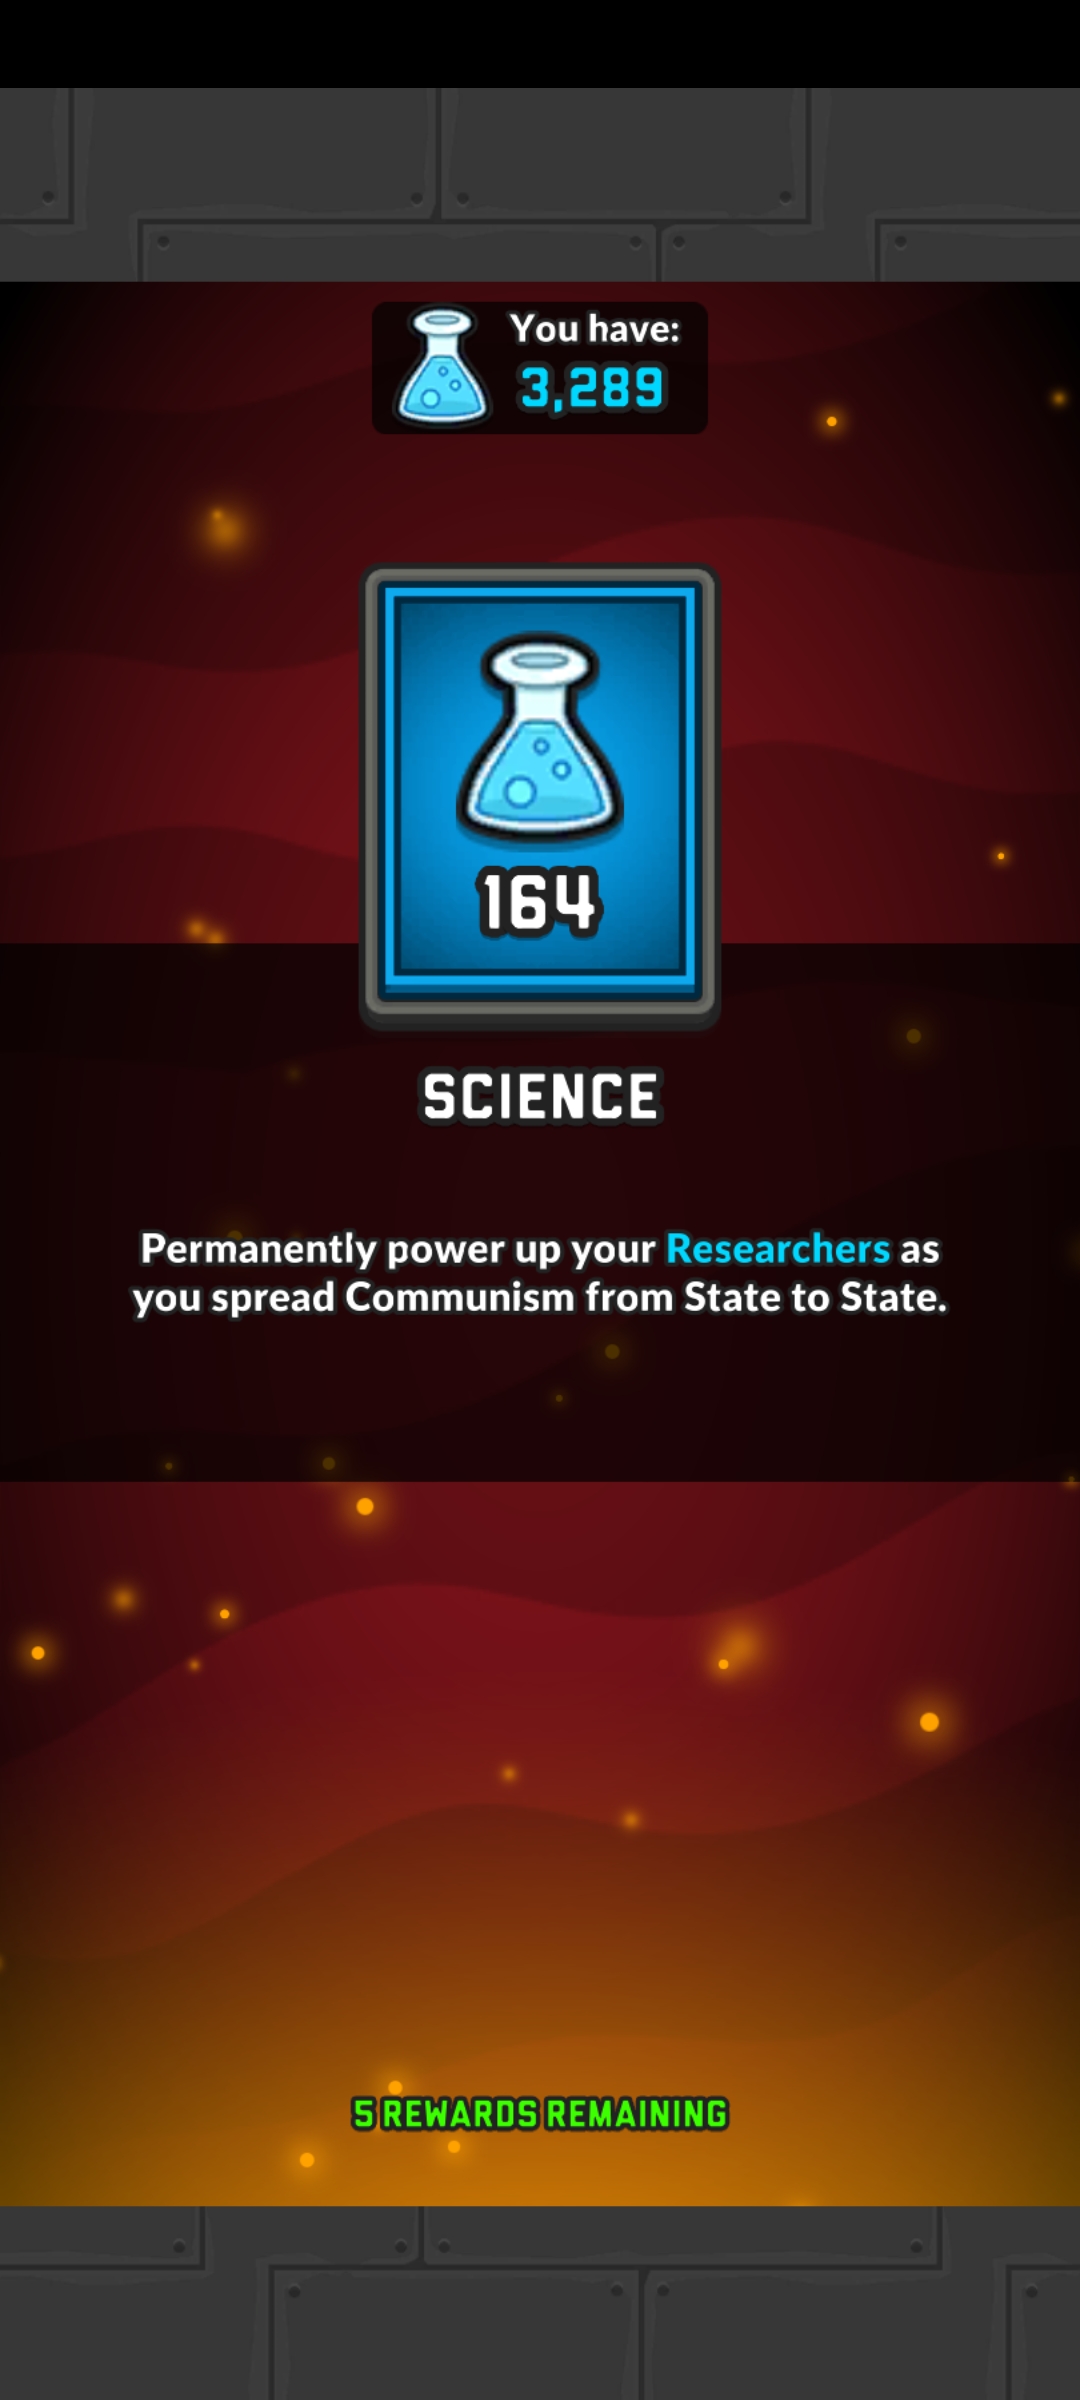 You have:
3,289
164
SCIENCE
Permanently power up your Researchers as
you spread Communism from State to State.
5 REWARDS REMAINING